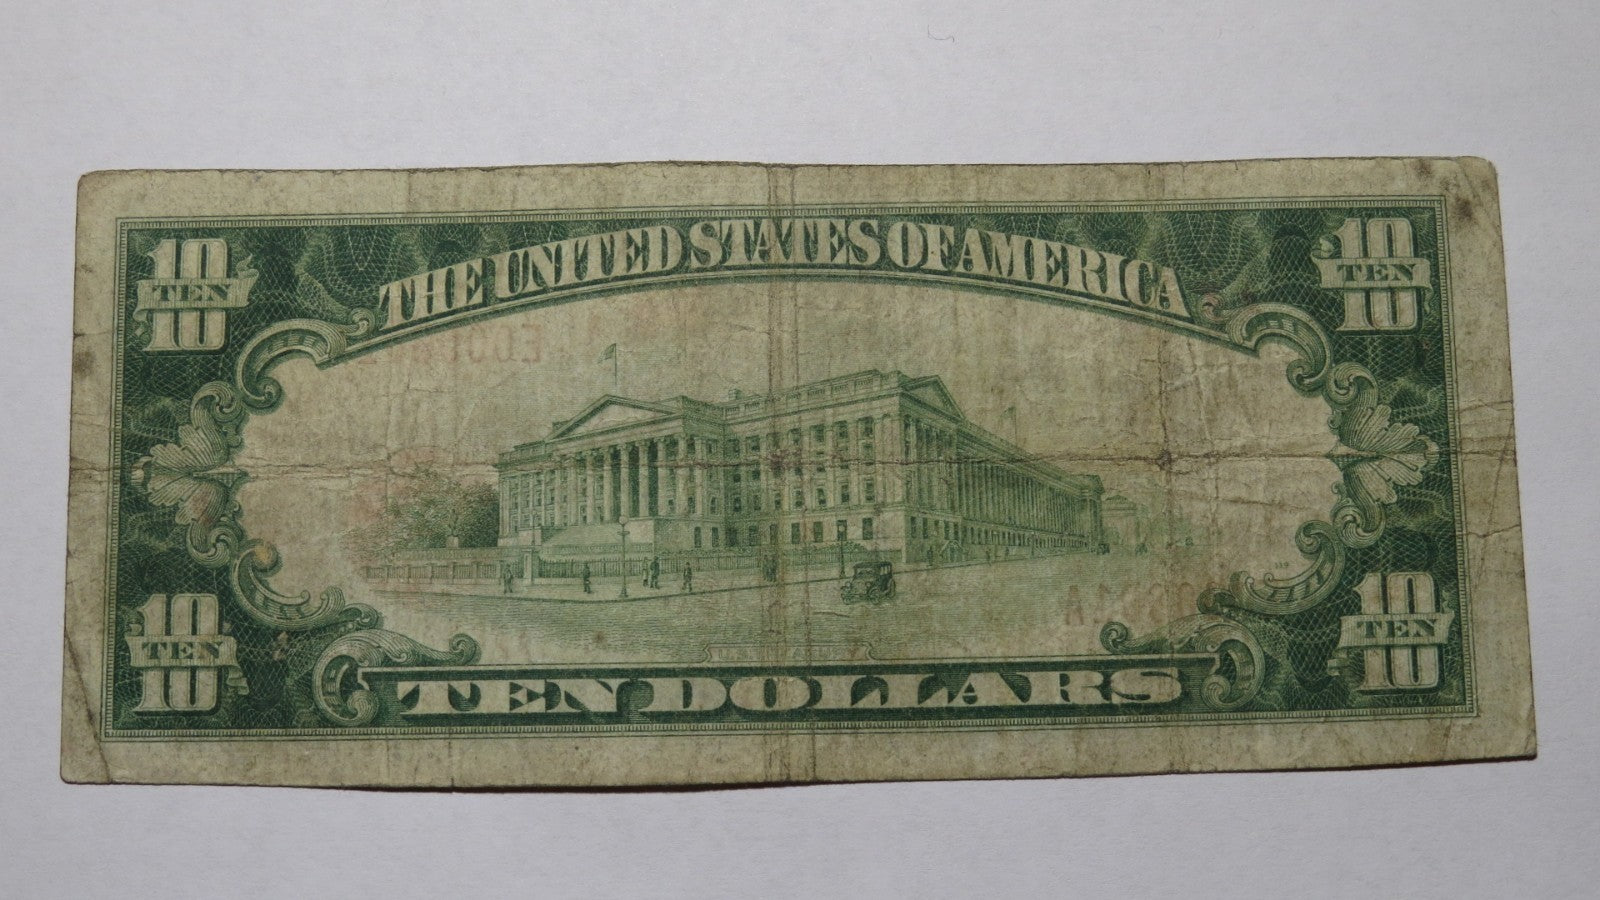 10 TEN 10
THE UNITED STATES OF AMERICA
10 TEN 10
10 TEN 10
TEN DOLLARS
10 TEN 10